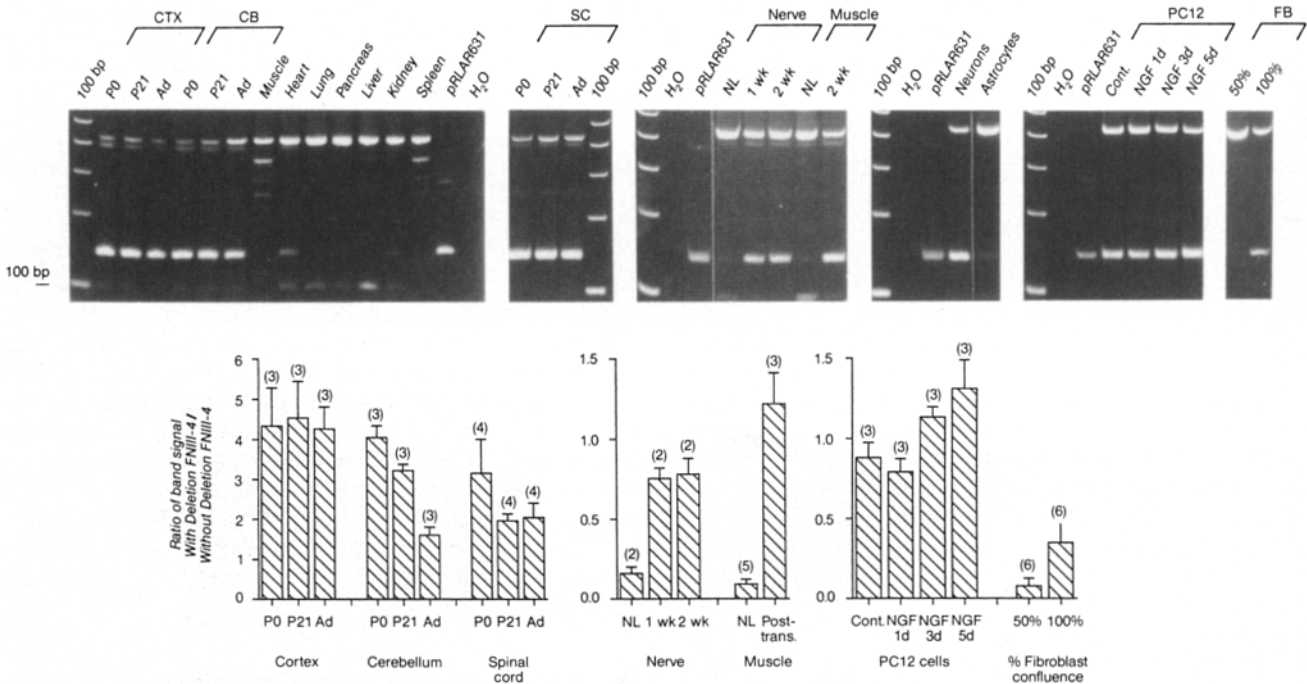 CTX CB SC Nerve Muscle PC12 FB
100 bp P0 P21 Ad P0 P21 Ad Muscle Heart Lung Pancreas Liver Kidney Spleen pRLAR631 H2O
P0 P21 Ad 100 bp
100 bp H2O pRLAR631 NL 1 wk 2 wk NL 2 wk
100 bp H2O pRLAR631 Neurons Astrocytes
100 bp H2O pRLAR631 Cont. NGF 1d NGF 3d NGF 5d
50% 100%
100 bp
Ratio of band signal
With Deletion FNIII-4/
Without Deletion FNIII-4
6
5
4
3
2
1
0
(3) (3) (3) (3) (3) (3) (4) (4) (4)
P0 P21 Ad P0 P21 Ad P0 P21 Ad
Cortex Cerebellum Spinal
cord
1.5
1.0
0.5
0.0
(2) (2) (2) (5) (3)
NL 1 wk 2 wk NL Post-
trans.
Nerve Muscle
1.5
1.0
0.5
0.0
(3) (3) (3) (3) (6) (6)
Cont. NGF 1d NGF 3d NGF 5d 50% 100%
PC12 cells % Fibroblast
confluence